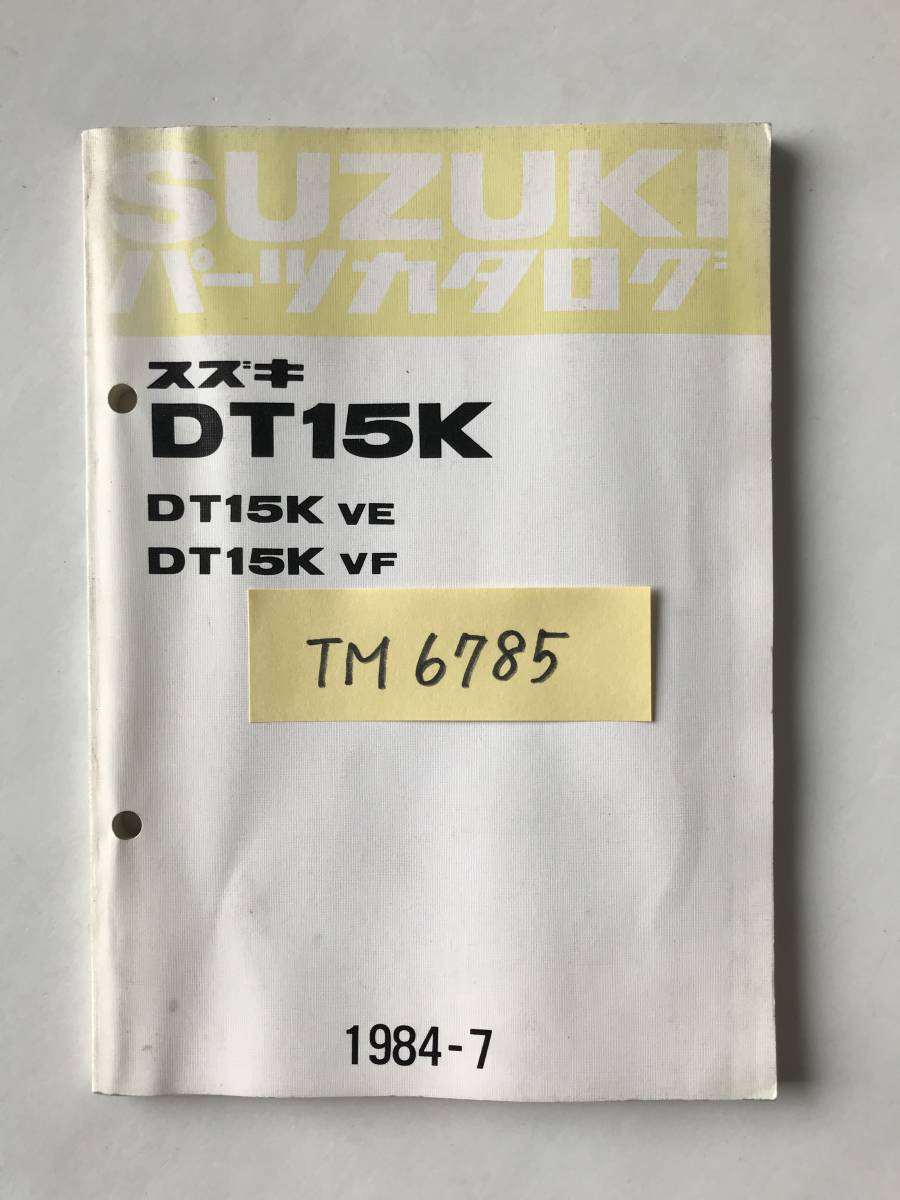 SUZUKI
パーツカタログ
スズキ
DT15K
DT15K VE
DT15K VF
TM 6785
1984-7